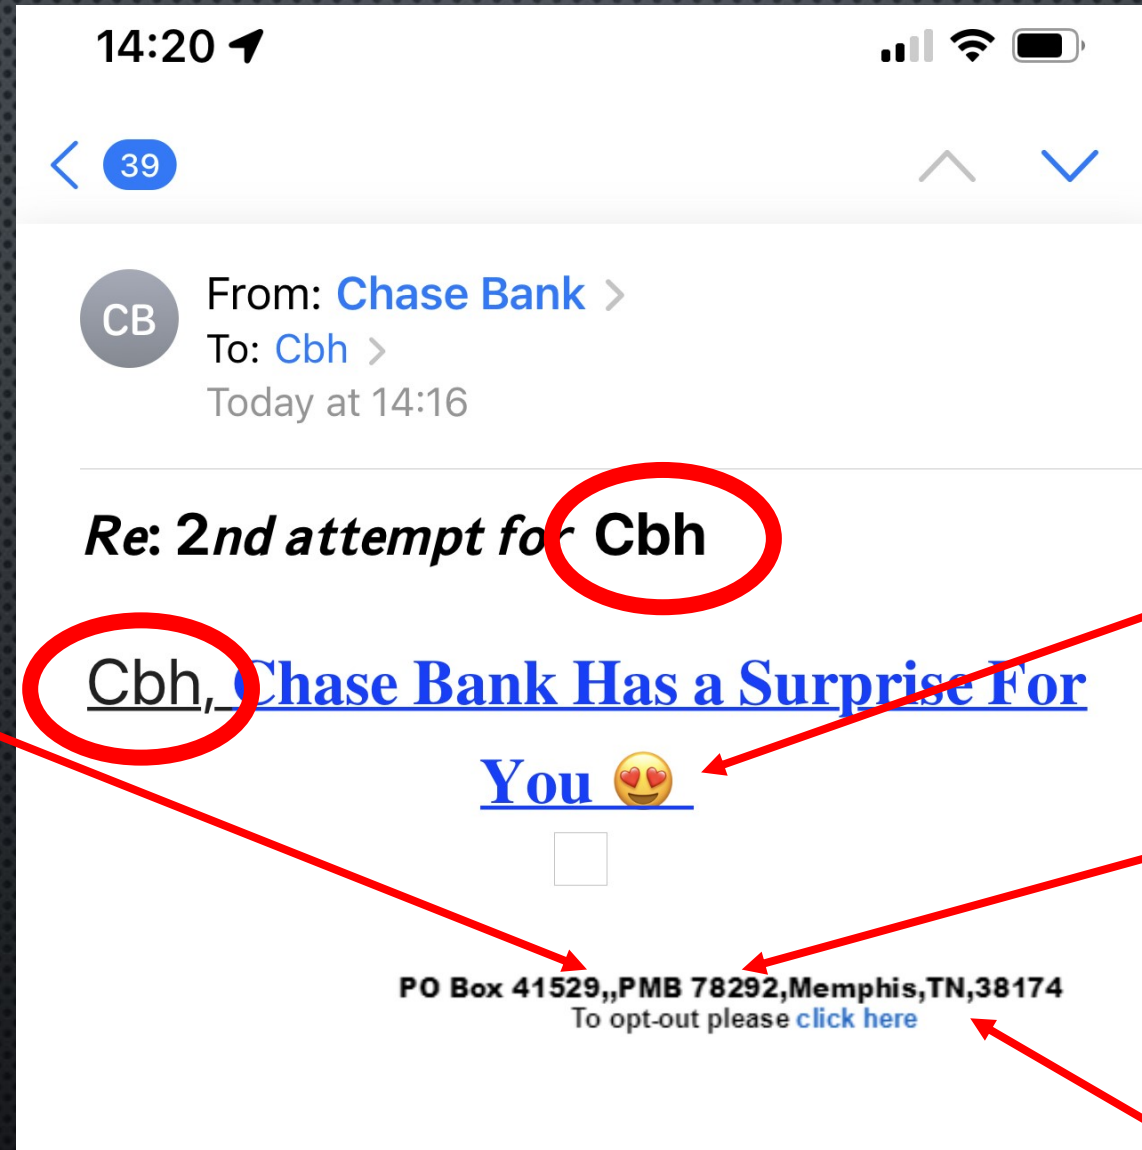 14:20
39
CB
From: Chase Bank
To: Cbh
Today at 14:16
Re: 2nd attempt for Cbh
Cbh, Chase Bank Has a Surprise For
You 😍
PO Box 41529,,PMB 78292,Memphis,TN,38174
To opt-out please click here